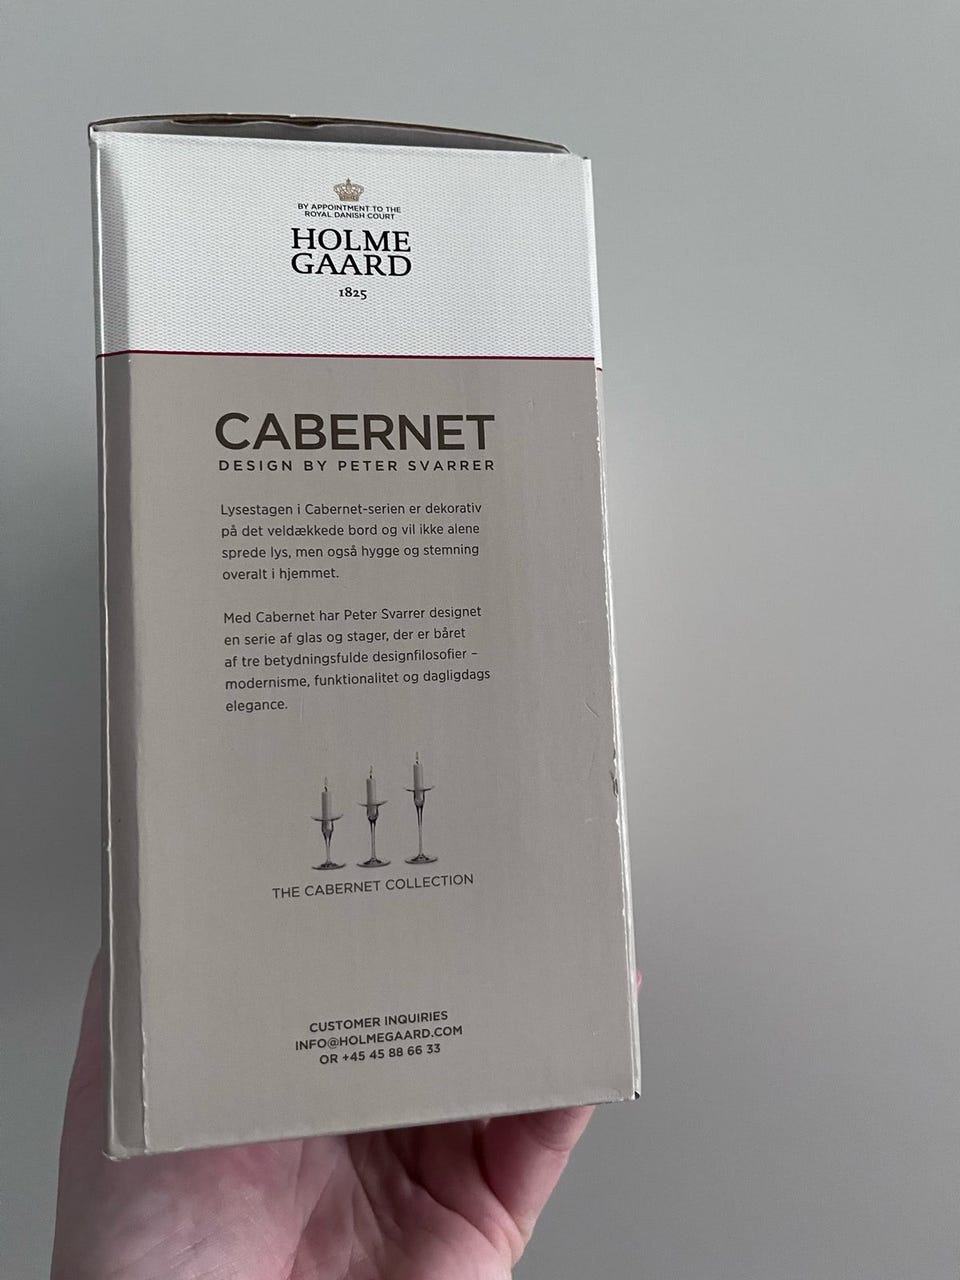 BY APPOINTMENT TO THE
ROYAL DANISH COURT
HOLME
GAARD
1825
CABERNET
DESIGN BY PETER SVARRER
Lysestagen i Cabernet-serien er dekorativ
på det veldækkede bord og vil ikke alene
sprede lys, men også hygge og stemning
overalt i hjemmet.
Med Cabernet har Peter Svarrer designet
en serie af glas og stager, der er båret
af tre betydningsfulde designfilosofier –
modernisme, funktionalitet og dagligdags
elegance.
THE CABERNET COLLECTION
CUSTOMER INQUIRIES
INFO@HOLMEGAARD.COM
OR +45 45 88 66 33